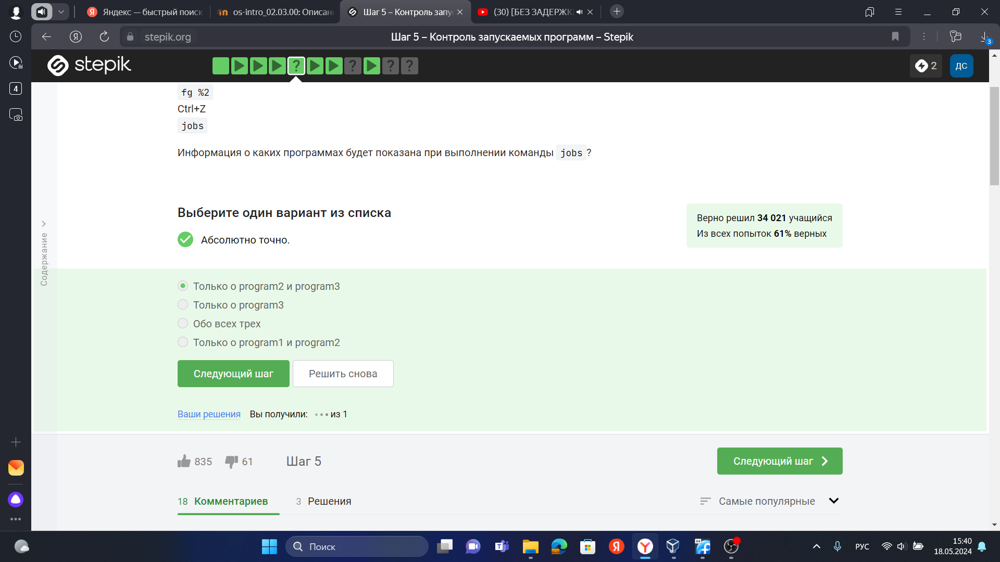 Яндекс — быстрый поиск
os-intro_02.03.00: Описан
Шаг 5 – Контроль запу
(30) [БЕЗ ЗАДЕРЖК
stepik.org
Шаг 5 – Контроль запускаемых программ – Stepik
3
4
stepik
2
ДС
fg %2
Ctrl+Z
jobs
Информация о каких программах будет показана при выполнении команды jobs?
Содержание
Выберите один вариант из списка
Абсолютно точно.
Верно решил 34 021 учащийся
Из всех попыток 61% верных
Только о program2 и program3
Только о program3
Обо всех трех
Только о program1 и program2
Следующий шаг
Решить снова
Ваши решения
Вы получили: ••• из 1
835
61
Шаг 5
Следующий шаг
18 Комментариев
3 Решения
Самые популярные
Поиск
64
РУС
15:40
18.05.2024